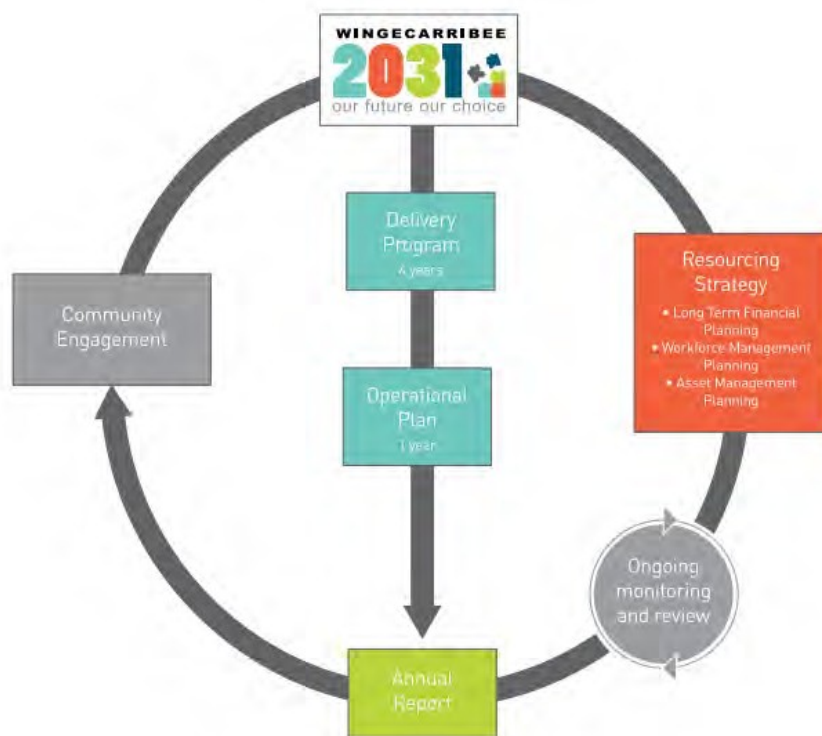 WINGECARRIBEE
2031
our future our choice
Delivery
Program
4 years
Resourcing
Strategy
• Long Term Financial
Planning
• Workforce Management
Planning
• Asset Management
Planning
Community
Engagement
Operational
Plan
1 year
Ongoing
monitoring
and review
Annual
Report